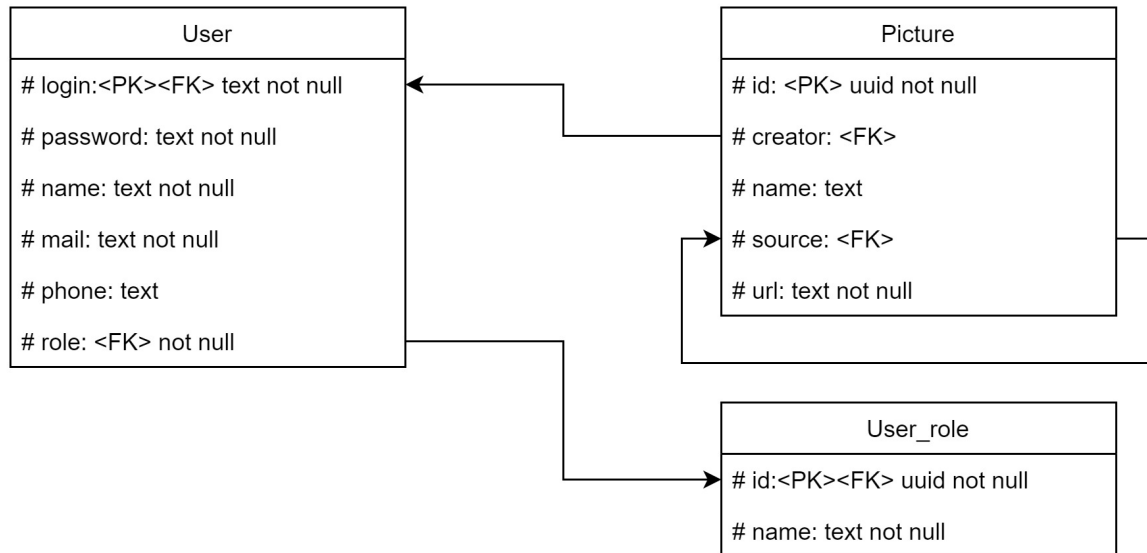 User
# login:<PK><FK> text not null
# password: text not null
# name: text not null
# mail: text not null
# phone: text
# role: <FK> not null
Picture
# id: <PK> uuid not null
# creator: <FK>
# name: text
# source: <FK>
# url: text not null
User_role
# id:<PK><FK> uuid not null
# name: text not null